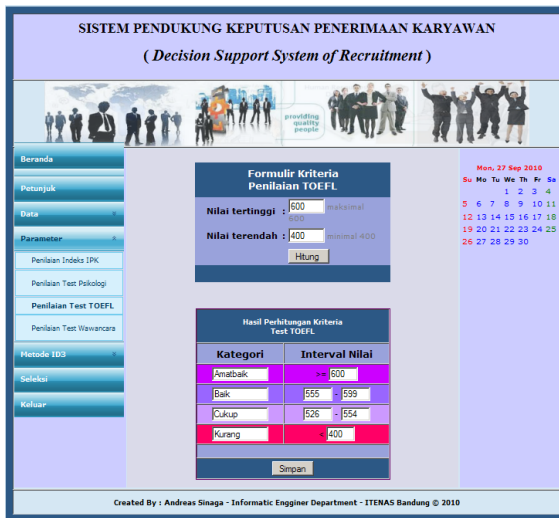 SISTEM PENDUKUNG KEPUTUSAN PENERIMAAN KARYAWAN
( Decision Support System of Recruitment )
providing
quality
people
Beranda
Petunjuk
Data
Parameter
Penilaian Indeks IPK
Penilaian Test Psikologi
Penilaian Test TOEFL
Penilaian Test Wawancara
Metode ID3
Seleksi
Keluar
Formulir Kriteria
Penilaian TOEFL
Nilai tertinggi : 600 maksimal
600
Nilai terendah : 400 minimal 400
Hitung
Hasil Perhitungan Kriteria
Test TOEFL
Kategori Interval Nilai
Amatbaik >= 600
Baik 555 - 599
Cukup 526 - 554
Kurang < 400
Simpan
Mon, 27 Sep 2010
Su Mo Tu We Th Fr Sa
1 2 3 4
5 6 7 8 9 10 11
12 13 14 15 16 17 18
19 20 21 22 23 24 25
26 27 28 29 30
Created By : Andreas Sinaga - Informatic Engginer Department - ITENAS Bandung © 2010